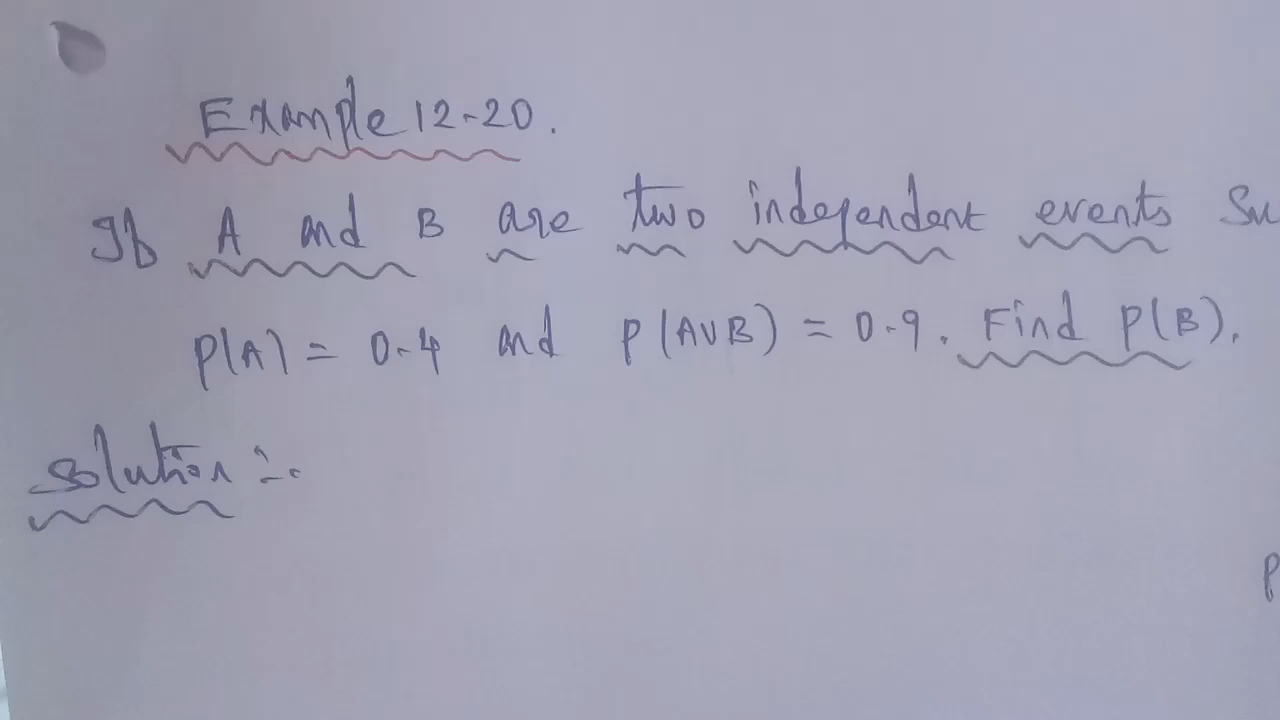 Example 12.20.
If A and B are two independent events Su
P(A) = 0.4 and P(A∪B) = 0.9. Find P(B).
Solution :-
P